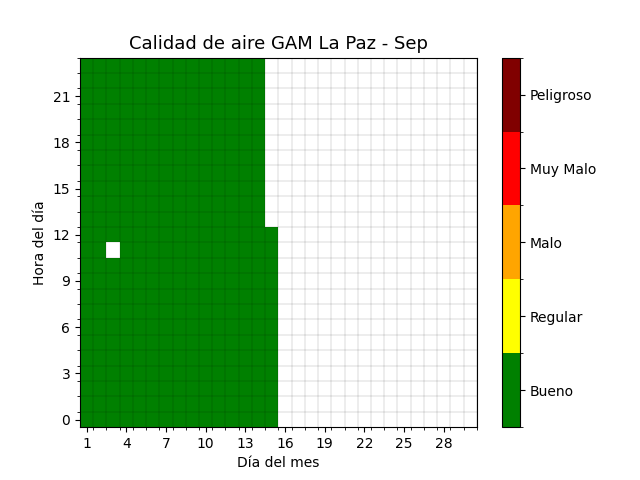 Calidad de aire GAM La Paz - Sep
Hora del día
21
18
15
12
9
6
3
0
1 4 7 10 13 16 19 22 25 28
Día del mes
Peligroso
Muy Malo
Malo
Regular
Bueno